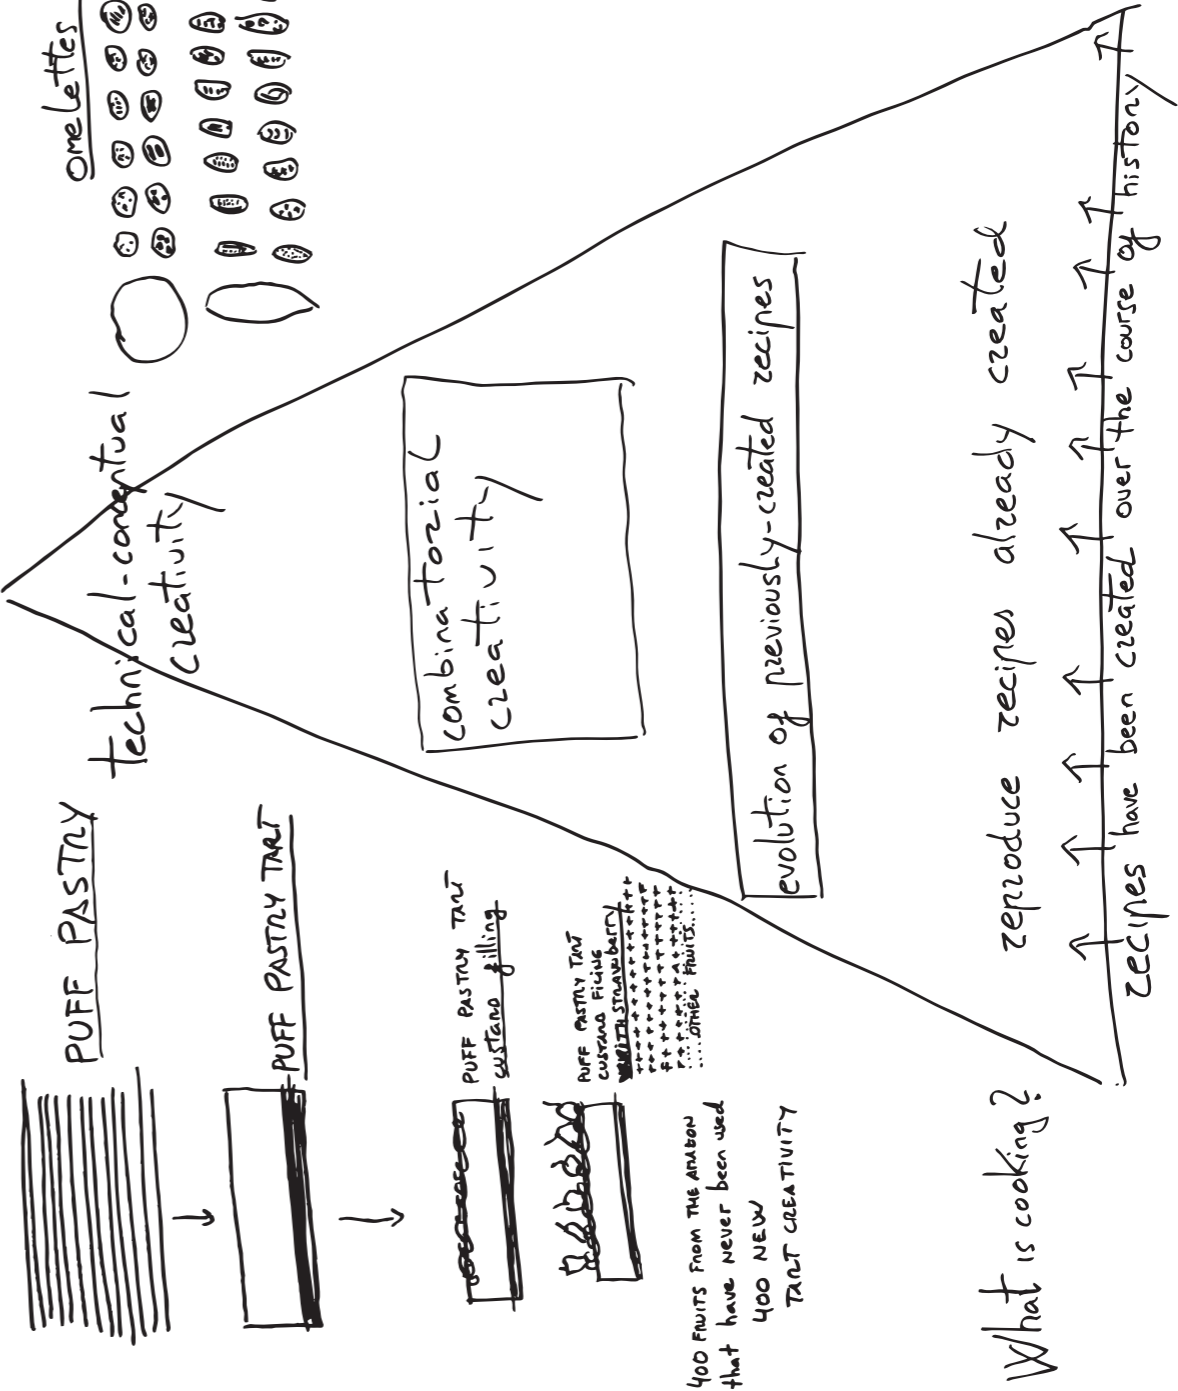 PUFF PASTRY
PUFF PASTRY TART
PUFF PASTRY TART
custard filling
PUFF PASTRY TART
CUSTARD FILING
WITH STRAWBERRY
.....OTHER FRUITS.....
400 FRUITS FROM THE AMAZON
that have never been used
400 NEW
TART CREATIVITY
What is cooking?
omelettes
technical-conceptual
creativity
combinatorial
creativity
evolution of previously-created recipes
reproduce recipes already created
recipes have been created over the course of history